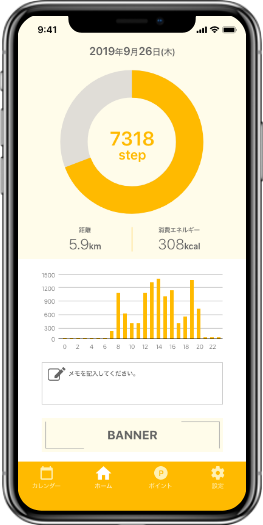 9:41
2019年9月26日(木)
7318
step
距離
消費エネルギー
5.9km
308kcal
1500
1200
900
600
300
0
0 2 4 6 8 10 12 14 16 18 20 22
メモを記入してください。
BANNER
カレンダー
ホーム
P
ポイント
設定